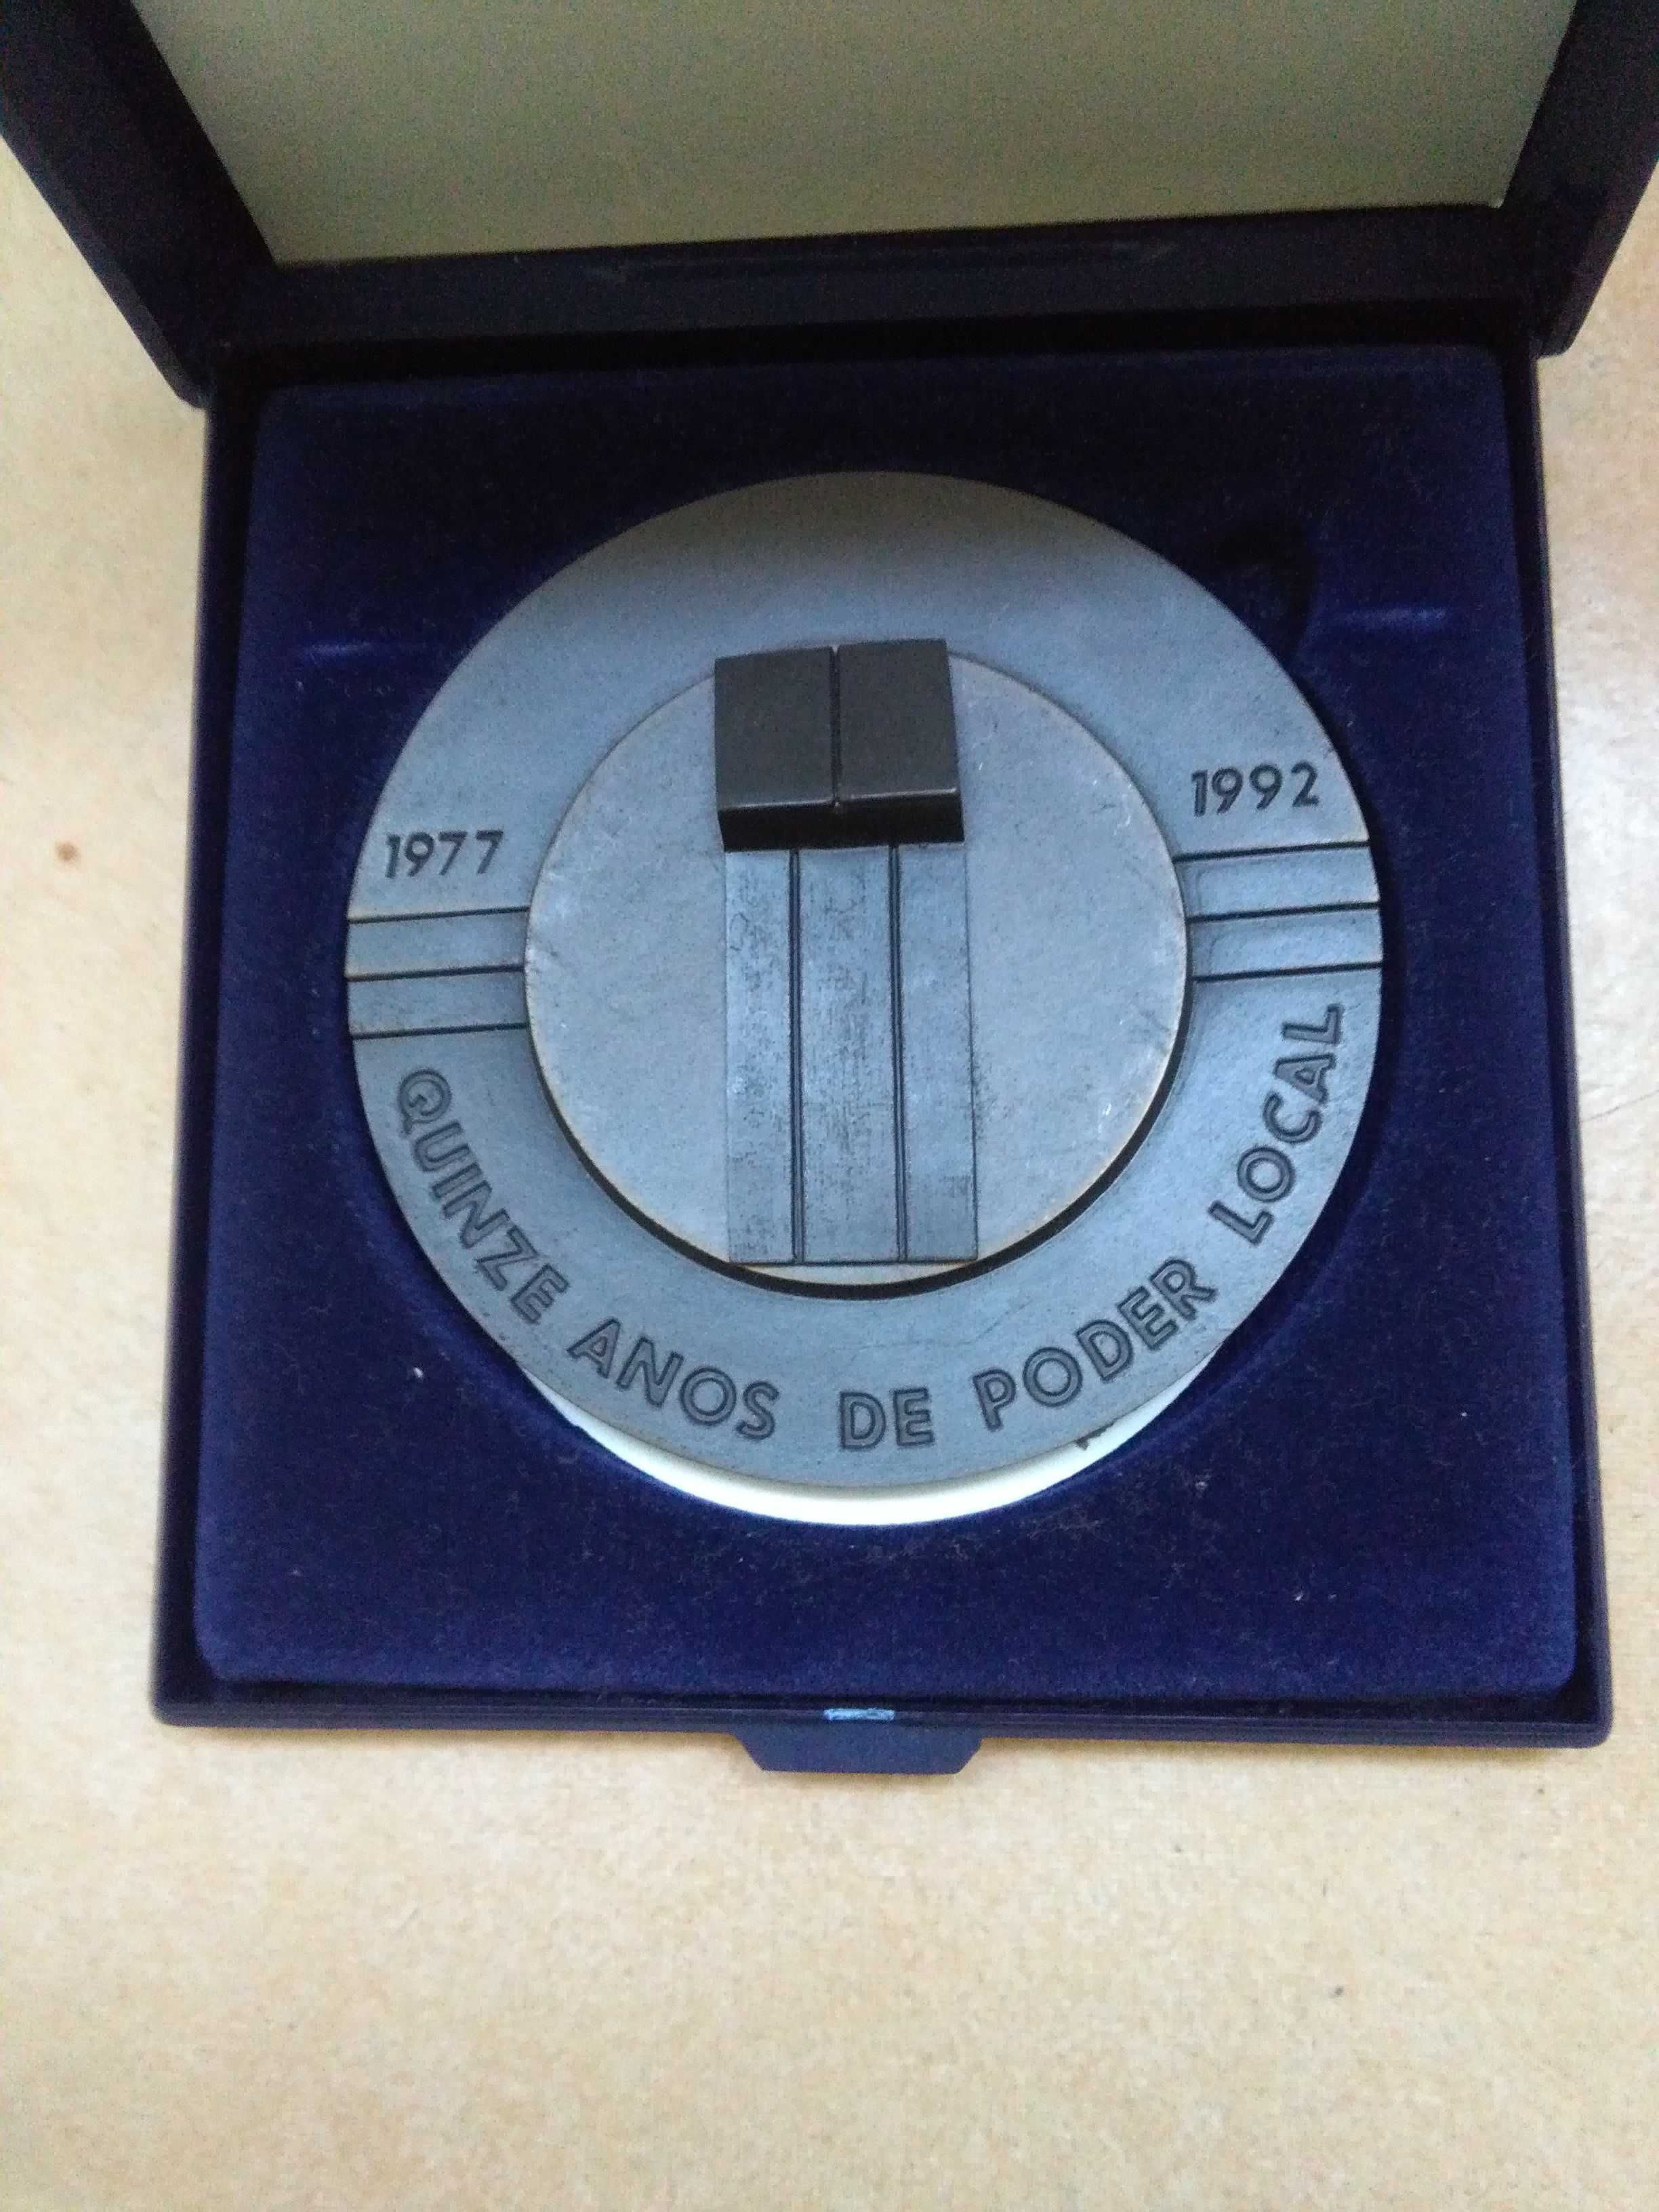 1977
1992
QUINZE ANOS DE PODER LOCAL